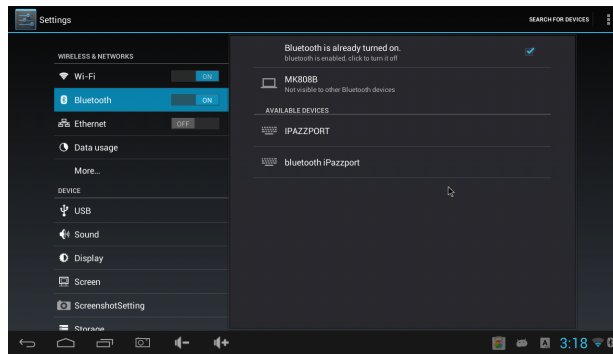 Settings
SEARCH FOR DEVICES
WIRELESS & NETWORKS
Wi-Fi
ON
Bluetooth
ON
Ethernet
OFF
Data usage
More...
DEVICE
USB
Sound
Display
Screen
ScreenshotSetting
Storage
Bluetooth is already turned on.
bluetooth is enabled, click to turn it off
MK808B
Not visible to other Bluetooth devices
AVAILABLE DEVICES
IPAZZPORT
bluetooth iPazzport
A
3:18